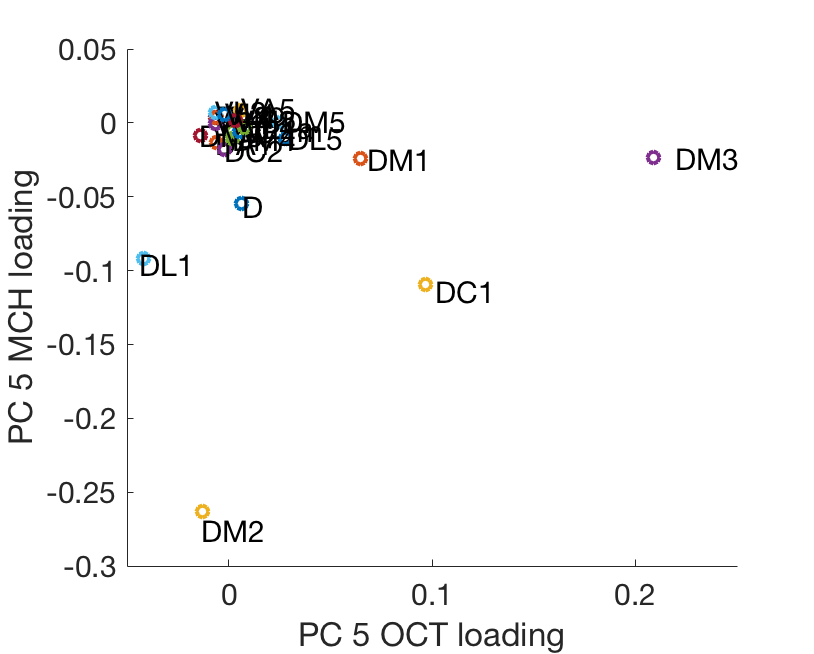 0.05
0
-0.05
-0.1
-0.15
-0.2
-0.25
-0.3
PC 5 MCH loading
VA5
DM5
DL5
DC2
DM1
DM3
D
DL1
DC1
DM2
0
0.1
0.2
PC 5 OCT loading